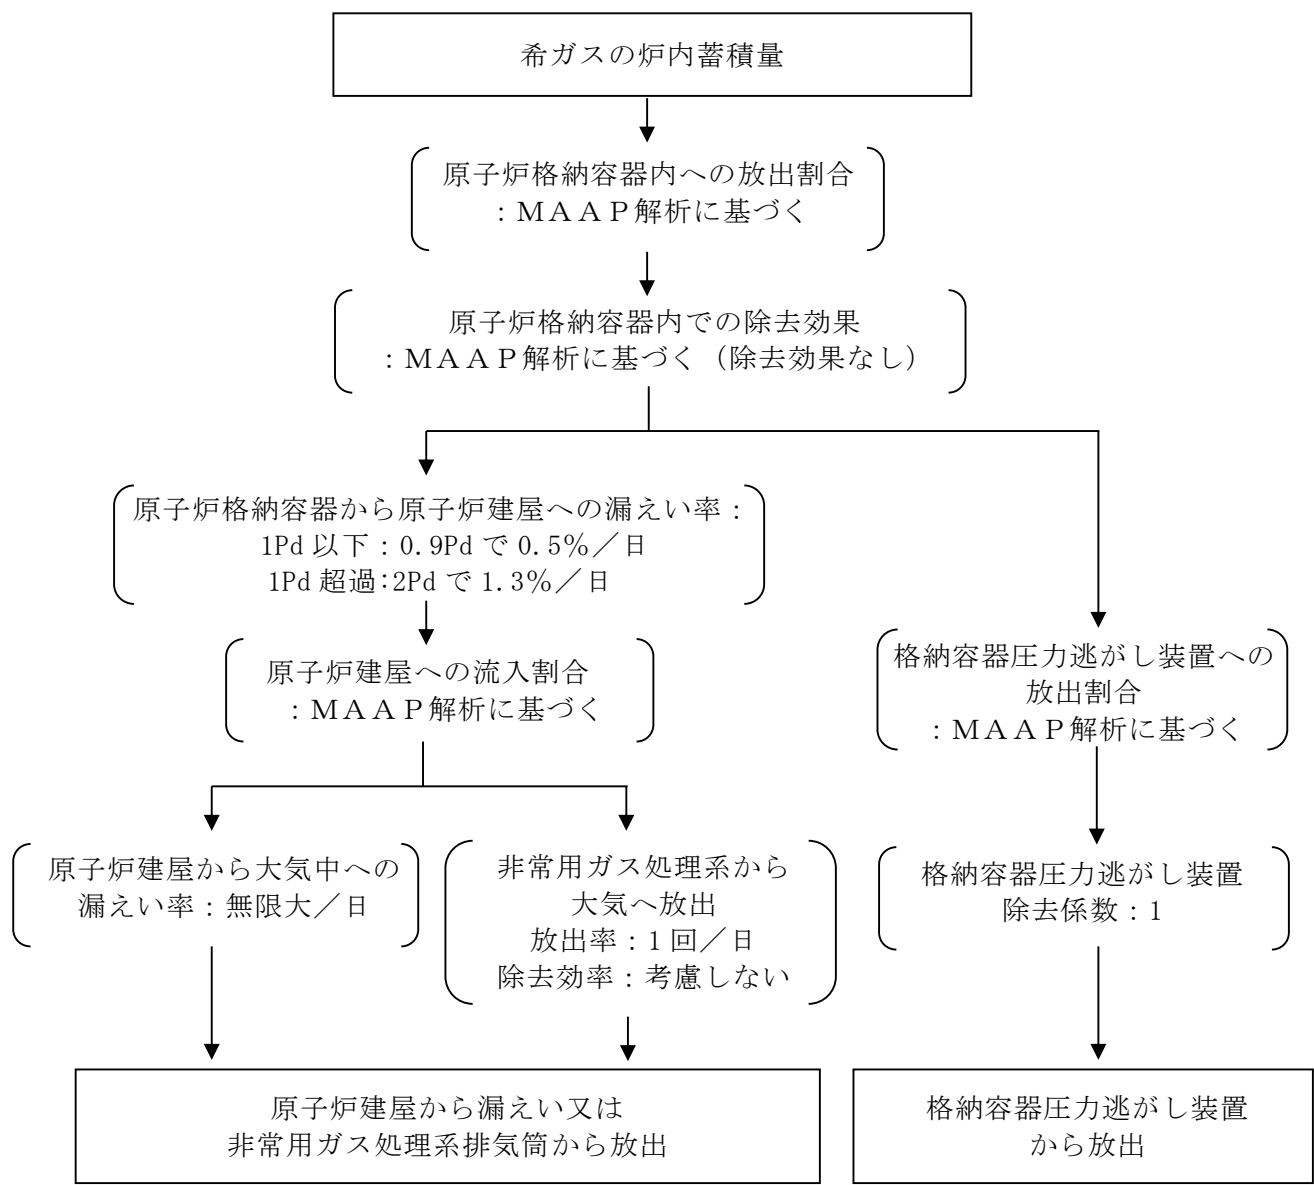 希ガスの炉内蓄積量
原子炉格納容器内への放出割合
：ＭＡＡＰ解析に基づく
原子炉格納容器内での除去効果
：ＭＡＡＰ解析に基づく（除去効果なし）
原子炉格納容器から原子炉建屋への漏えい率：
1Pd 以下：0.9Pd で 0.5％／日
1Pd 超過：2Pd で 1.3％／日
原子炉建屋への流入割合
：ＭＡＡＰ解析に基づく
格納容器圧力逃がし装置への
放出割合
：ＭＡＡＰ解析に基づく
原子炉建屋から大気中への
漏えい率：無限大／日
非常用ガス処理系から
大気へ放出
放出率：1 回／日
除去効率：考慮しない
格納容器圧力逃がし装置
除去係数：1
原子炉建屋から漏えい又は
非常用ガス処理系排気筒から放出
格納容器圧力逃がし装置
から放出